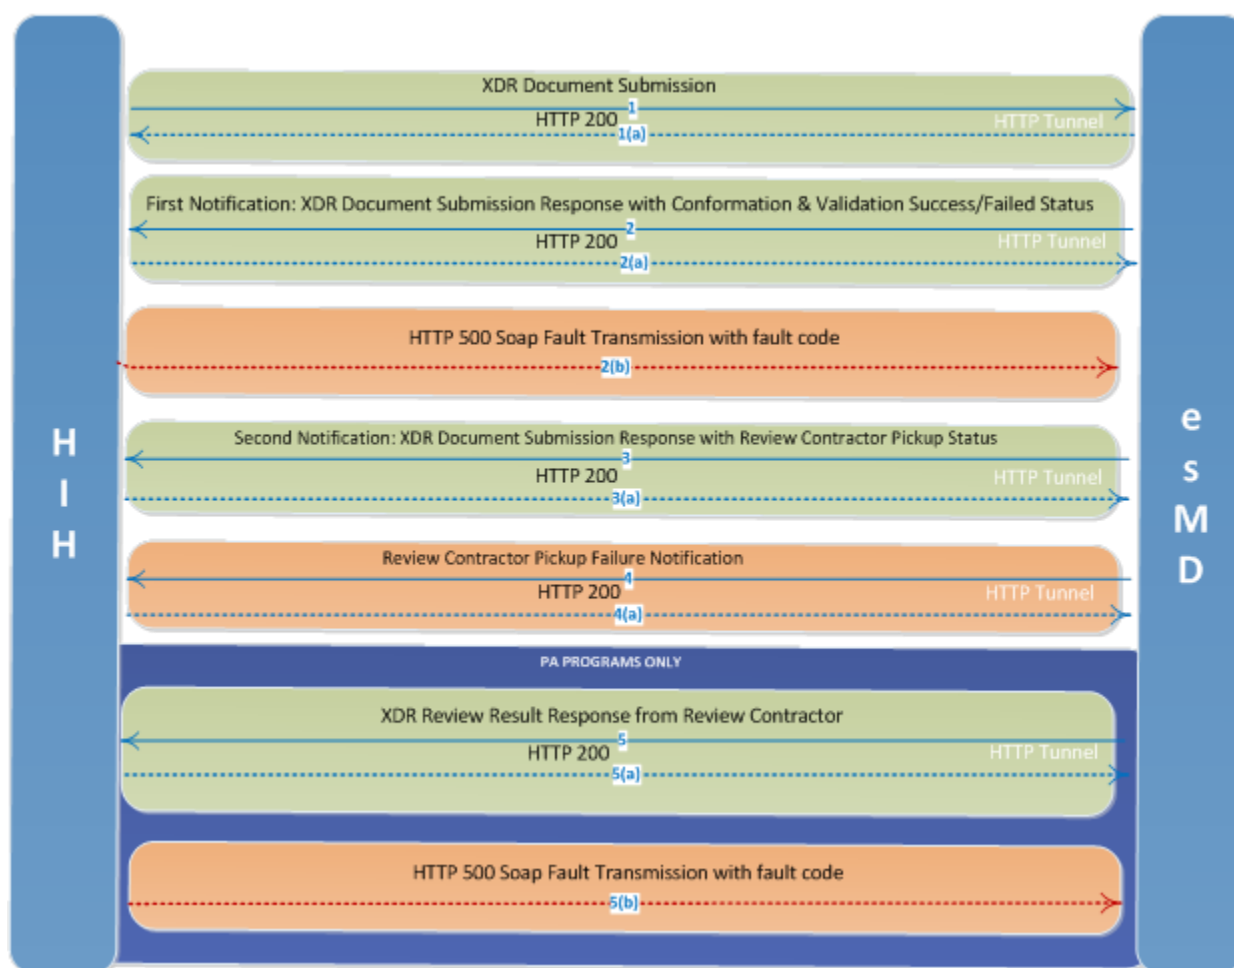 XDR Document Submission
1
HTTP 200
HTTP Tunnel
1(a)
First Notification: XDR Document Submission Response with Conformation & Validation Success/Failed Status
2
HTTP 200
HTTP Tunnel
2(a)
HTTP 500 Soap Fault Transmission with fault code
2(b)
Second Notification: XDR Document Submission Response with Review Contractor Pickup Status
3
HTTP 200
HTTP Tunnel
3(a)
Review Contractor Pickup Failure Notification
4
HTTP 200
HTTP Tunnel
4(a)
PA PROGRAMS ONLY
XDR Review Result Response from Review Contractor
5
HTTP 200
HTTP Tunnel
5(a)
HTTP 500 Soap Fault Transmission with fault code
5(b)
H
I
H
e
s
M
D